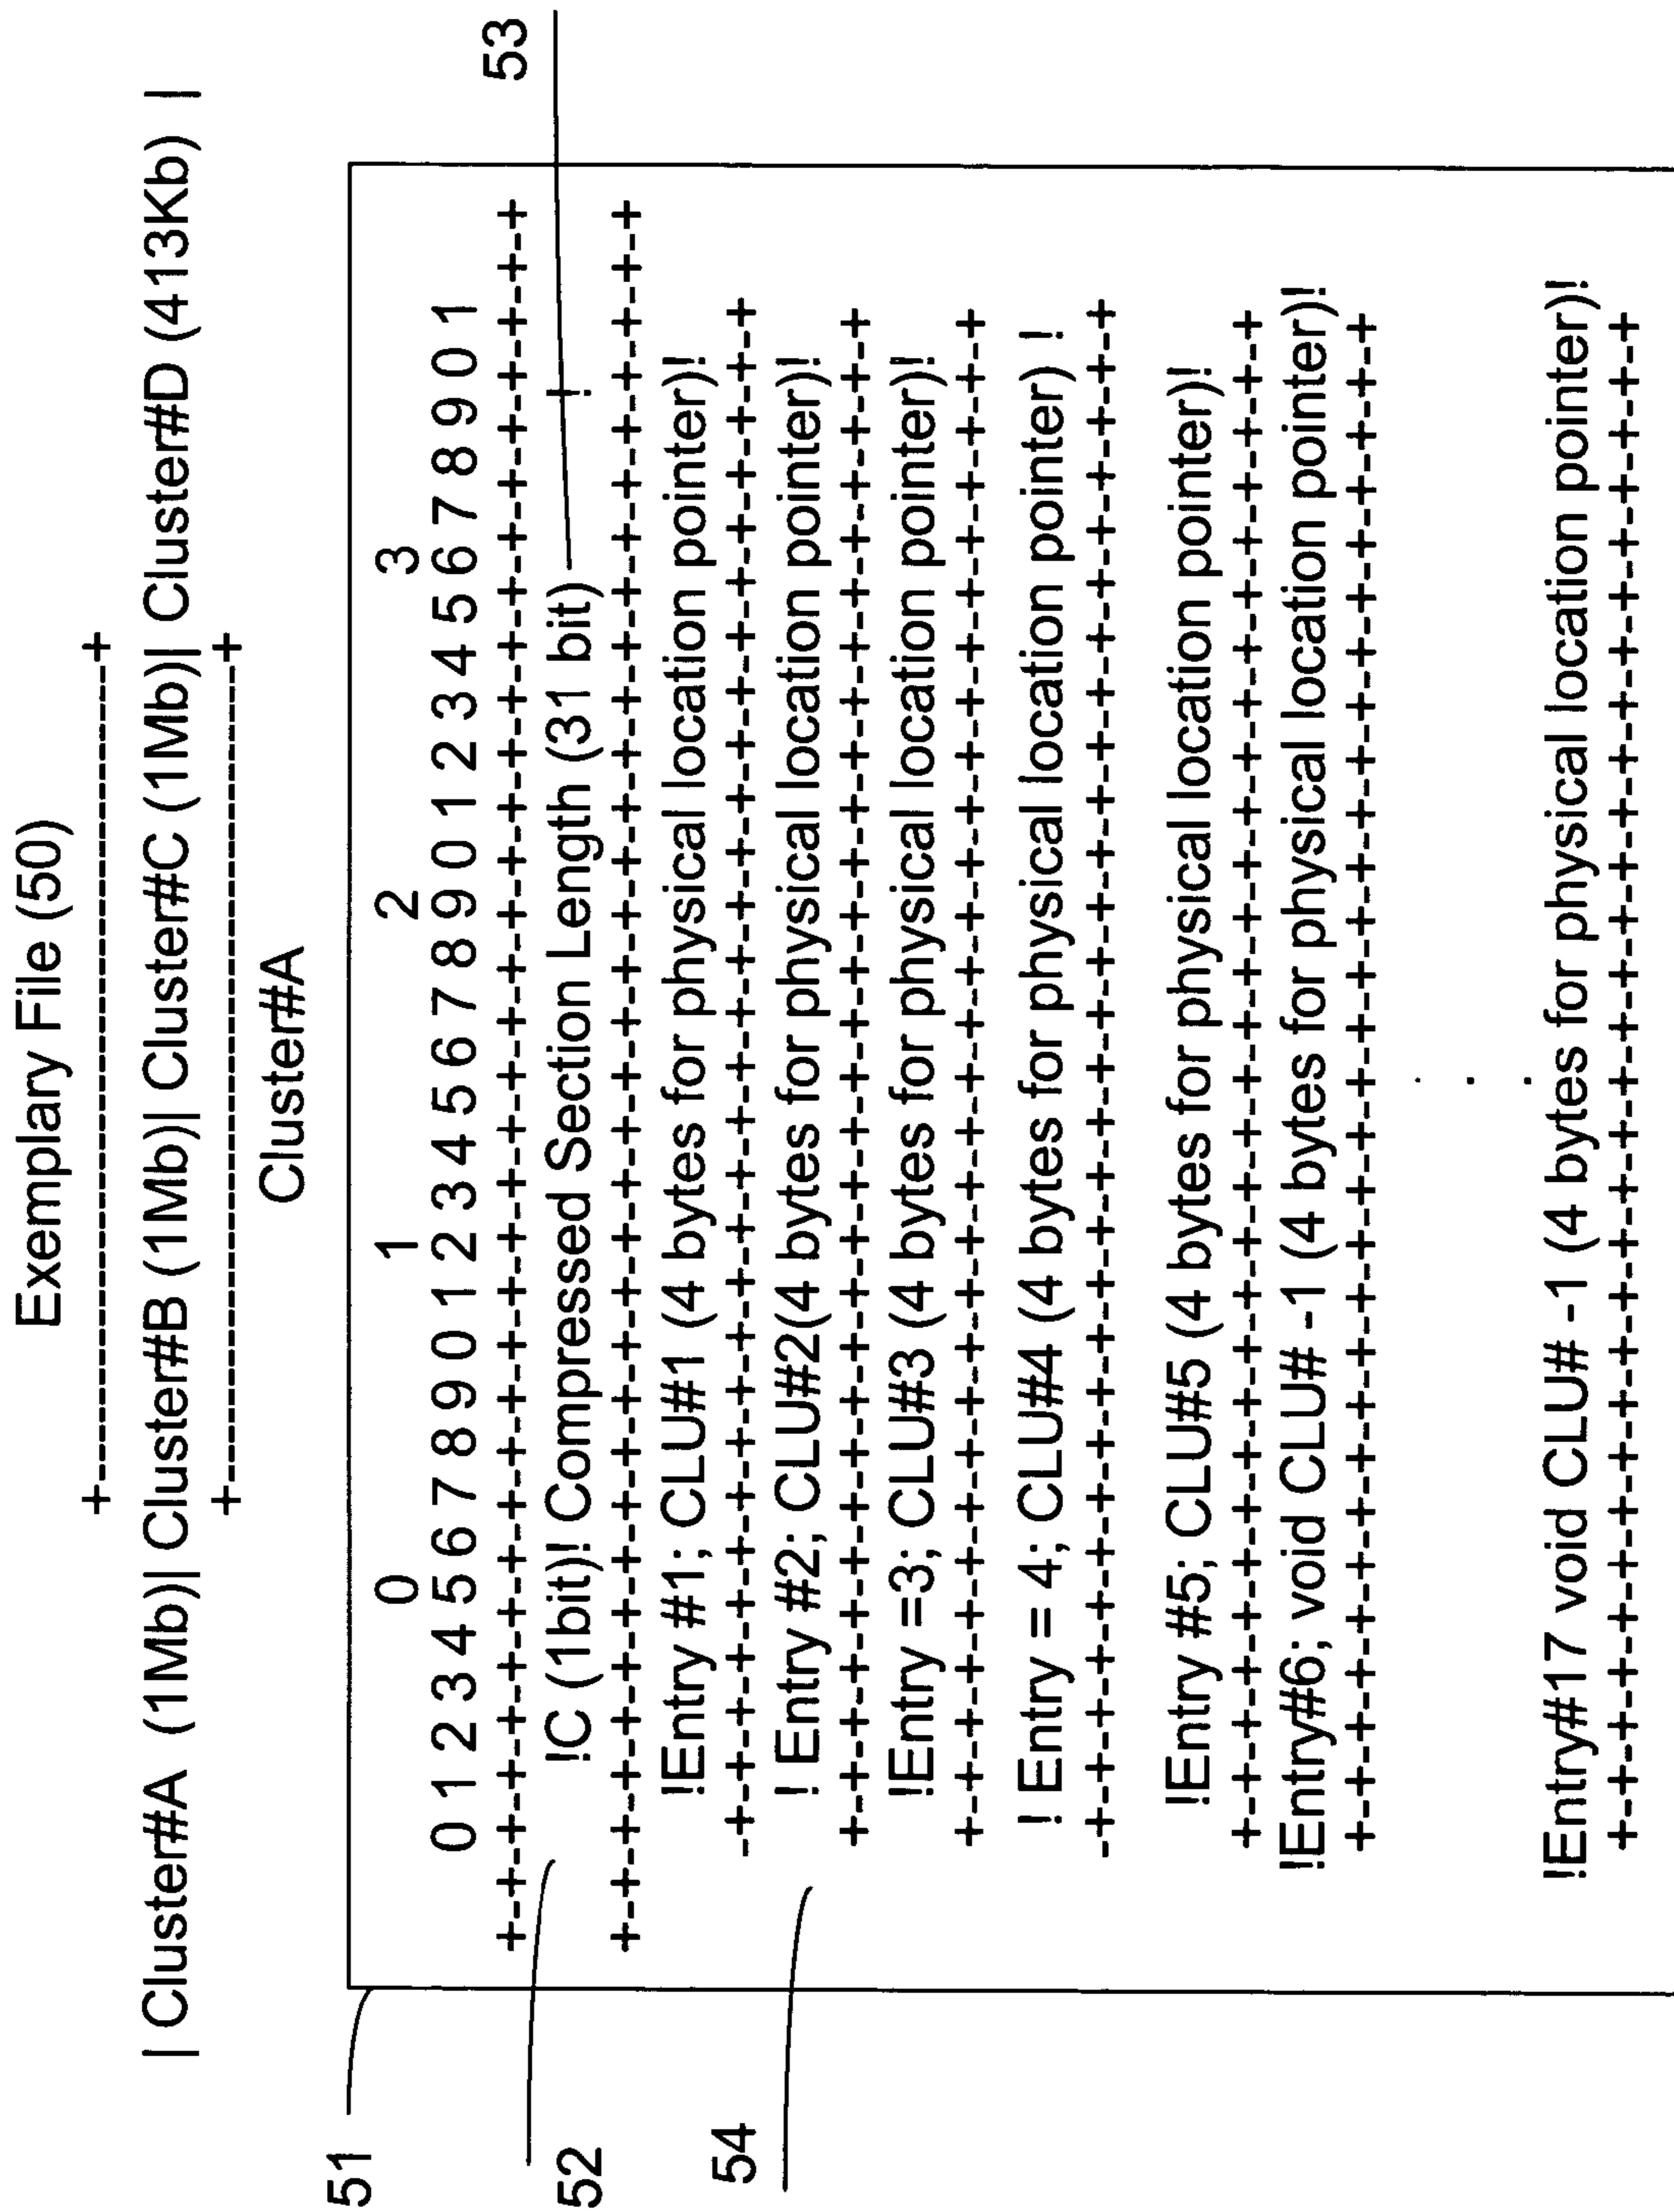 Exemplary File (50)
+-----------------------------------------+
| Cluster#A (1Mb)| Cluster#B (1Mb)| Cluster#C (1Mb)| Cluster#D (413Kb) |
+-----------------------------------------+
Cluster#A
51
0 1 2 3
0 1 2 3 4 5 6 7 8 9 0 1 2 3 4 5 6 7 8 9 0 1 2 3 4 5 6 7 8 9 0 1
+-+-+-+-+-+-+-+-+-+-+-+-+-+-+-+-+-+-+-+-+-+-+-+-+-+-+-+-+-+-+-+-+
53
52
!C (1bit)! Compressed Section Length (31 bit) !
+-+-+-+-+-+-+-+-+-+-+-+-+-+-+-+-+-+-+-+-+-+-+-+-+-+-+-+-+-+-+-+-+
!Entry #1; CLU#1 (4 bytes for physical location pointer)!
-+-+-+-+-+-+-+-+-+-+-+-+-+-+-+-+-+-+-+-+-+-+-+-+-+-+-+-+-+
54
! Entry #2; CLU#2(4 bytes for physical location pointer)!
+-+-+-+-+-+-+-+-+-+-+-+-+-+-+-+-+-+-+-+-+-+-+-+-+-+-+-+-+-+
!Entry =3; CLU#3 (4 bytes for physical location pointer)!
+-+-+-+-+-+-+-+-+-+-+-+-+-+-+-+-+-+-+-+-+-+-+-+-+-+-+-+-+-+
! Entry = 4; CLU#4 (4 bytes for physical location pointer) !
-+-+-+-+-+-+-+-+-+-+-+-+-+-+-+-+-+-+-+-+-+-+-+-+-+-+-+-+-+
!Entry #5; CLU#5 (4 bytes for physical location pointer)!
+-+-+-+-+-+-+-+-+-+-+-+-+-+-+-+-+-+-+-+-+-+-+-+-+-+-+-+-+-+
!Entry#6; void CLU# -1 (4 bytes for physical location pointer)!
+-+-+-+-+-+-+-+-+-+-+-+-+-+-+-+-+-+-+-+-+-+-+-+-+-+-+-+-+-+
.
.
.
!Entry#17 void CLU# -1 (4 bytes for physical location pointer)!
+-+-+-+-+-+-+-+-+-+-+-+-+-+-+-+-+-+-+-+-+-+-+-+-+-+-+-+-+-+